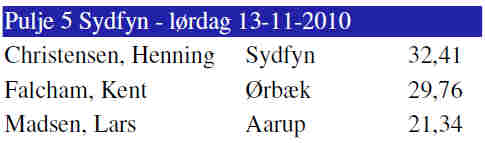 Pulje 5 Sydfyn - lørdag 13-11-2010
Christensen, Henning Sydfyn 32,41
Falcham, Kent Ørbæk 29,76
Madsen, Lars Aarup 21,34